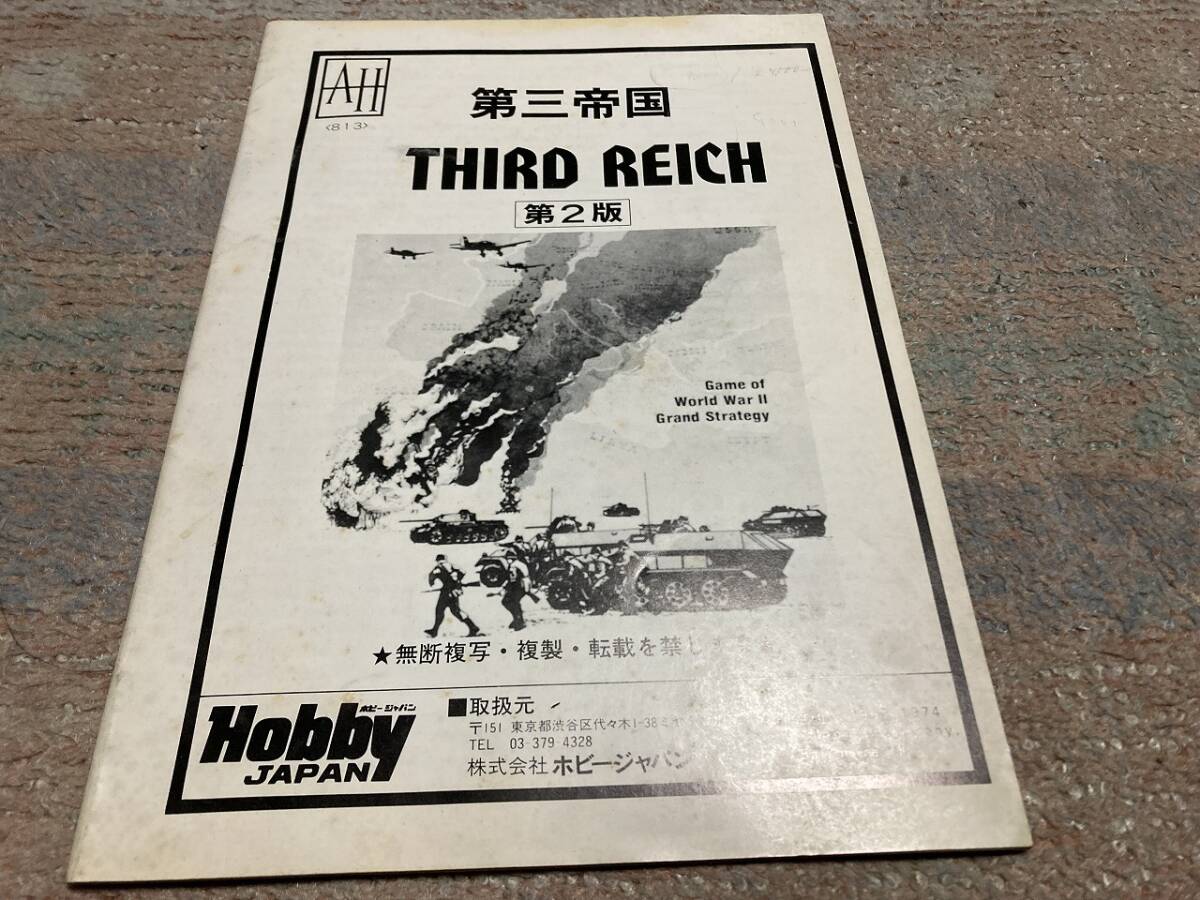 AH
〈813〉
第三帝国
THIRD REICH
第2版
Game of
World War II
Grand Strategy
★無断複写・複製・転載を禁じ
ホビージャパン
Hobby
JAPAN
■取扱元
〒151 東京都渋谷区代々木1-38
TEL 03-379-4328
株式会社 ホビージャパン
974